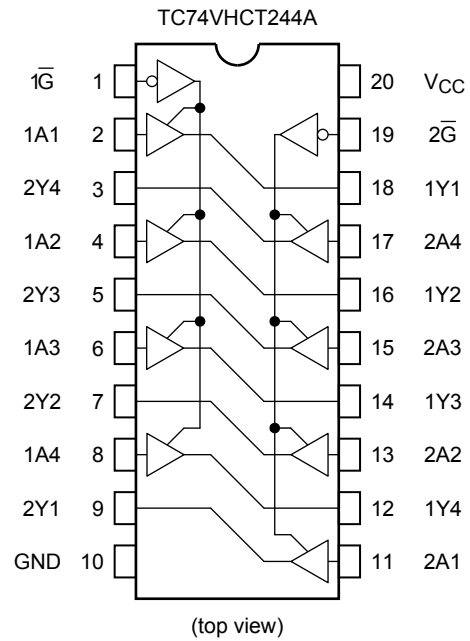 TC74VHCT244A
1G̅ 1 20 VCC
1A1 2 19 2G̅
2Y4 3 18 1Y1
1A2 4 17 2A4
2Y3 5 16 1Y2
1A3 6 15 2A3
2Y2 7 14 1Y3
1A4 8 13 2A2
2Y1 9 12 1Y4
GND 10 11 2A1
(top view)